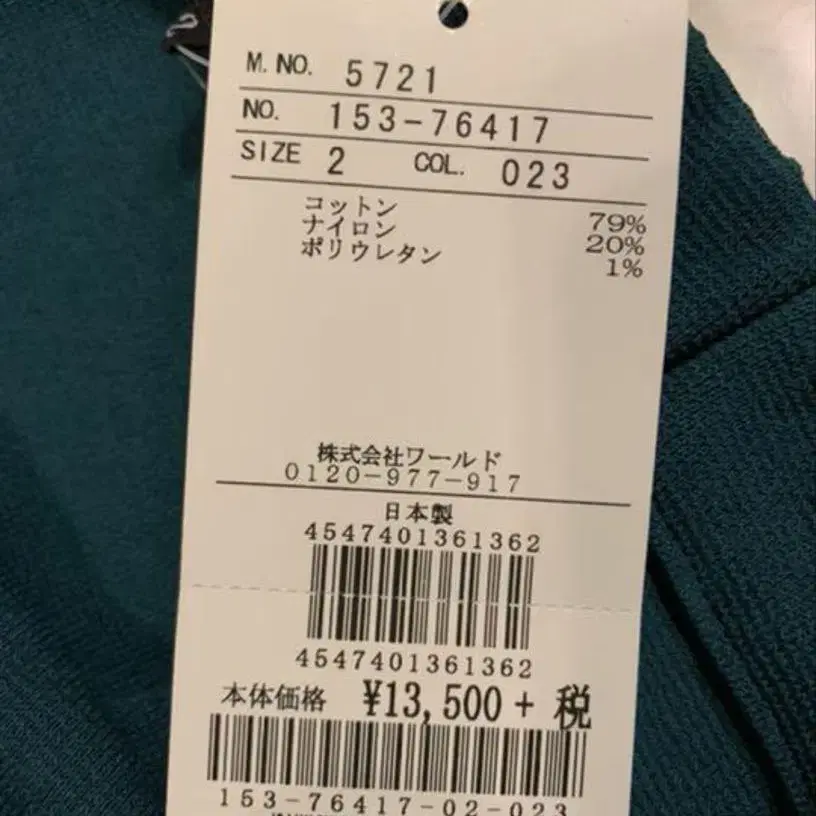 2
M. NO. 5721
NO. 153-76417
SIZE 2 COL. 023
コットン 79%
ナイロン 20%
ポリウレタン 1%
株式会社ワールド
0120-977-917
日本製
4547401361362
4547401361362
本体価格 ¥13,500 + 税
153-76417-02-023